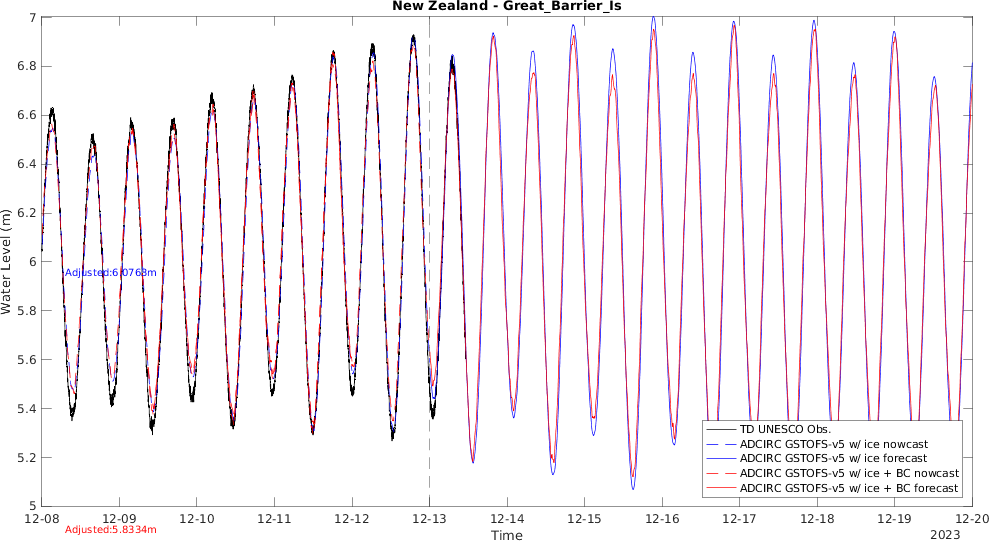 New Zealand - Great_Barrier_Is
7
6.8
6.6
6.4
6.2
6
5.8
5.6
5.4
5.2
5
Water Level (m)
Adjusted:6.0763m
TD UNESCO Obs.
ADCIRC GSTOFS-v5 w/ ice nowcast
ADCIRC GSTOFS-v5 w/ ice forecast
ADCIRC GSTOFS-v5 w/ ice + BC nowcast
ADCIRC GSTOFS-v5 w/ ice + BC forecast
12-08 12-09 12-10 12-11 12-12 12-13 12-14 12-15 12-16 12-17 12-18 12-19 12-20
Adjusted:5.8334m
Time
2023